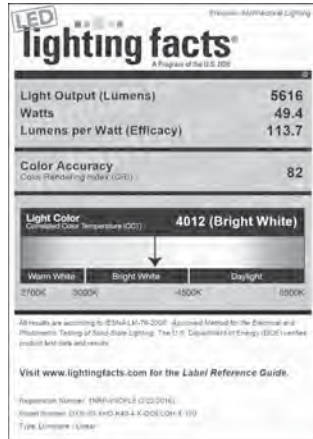 LED
lighting facts®
A Program of the U.S. DOE
Light Output (Lumens) 5616
Watts 49.4
Lumens per Watt (Efficacy) 113.7
Color Accuracy 82
Color Rendering Index (CRI)
Light Color 4012 (Bright White)
Correlated Color Temperature (CCT)
Warm White Bright White Daylight
2700K 3000K 4500K 6500K
All results are according to IESNA LM-79-2008: Approved Method for the Electrical and
Photometric Testing of Solid-State Lighting. The U.S. Department of Energy (DOE) verifies
product test data and results.
Visit www.lightingfacts.com for the Label Reference Guide.
Registration Number:
Model Number:
Type: Luminaire - Linear